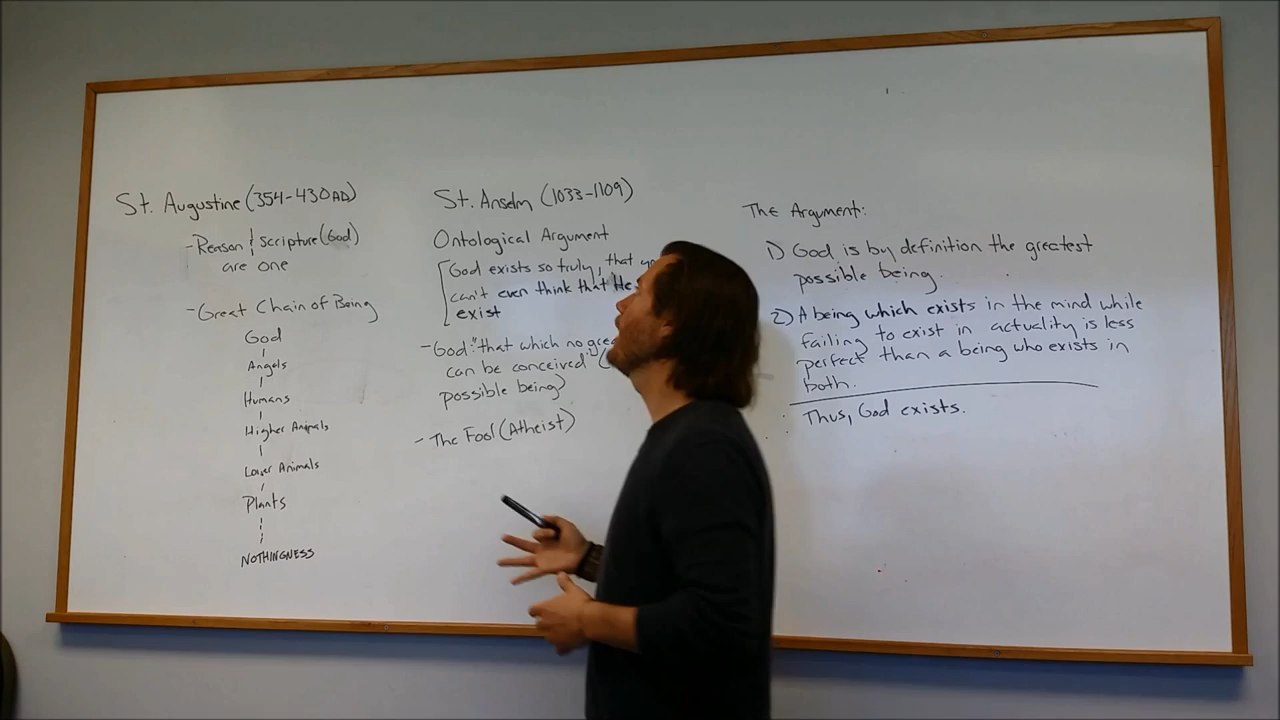 St. Augustine (354-430AD)
- Reason & Scripture (God)
are one
- Great Chain of Being
God
Angels
Humans
Higher Animals
Lower Animals
Plants
NOTHINGNESS
St. Anselm (1033-1109)
Ontological Argument
God exists so truly, that
can't even think that He
exist
- God: "that which no
can be conceived
possible being)
- The Fool (Atheist)
The Argument:
1) God is by definition the greatest
possible being.
2) A being which exists in the mind while
failing to exist in actuality is less
perfect than a being who exists in
both.
Thus, God exists.